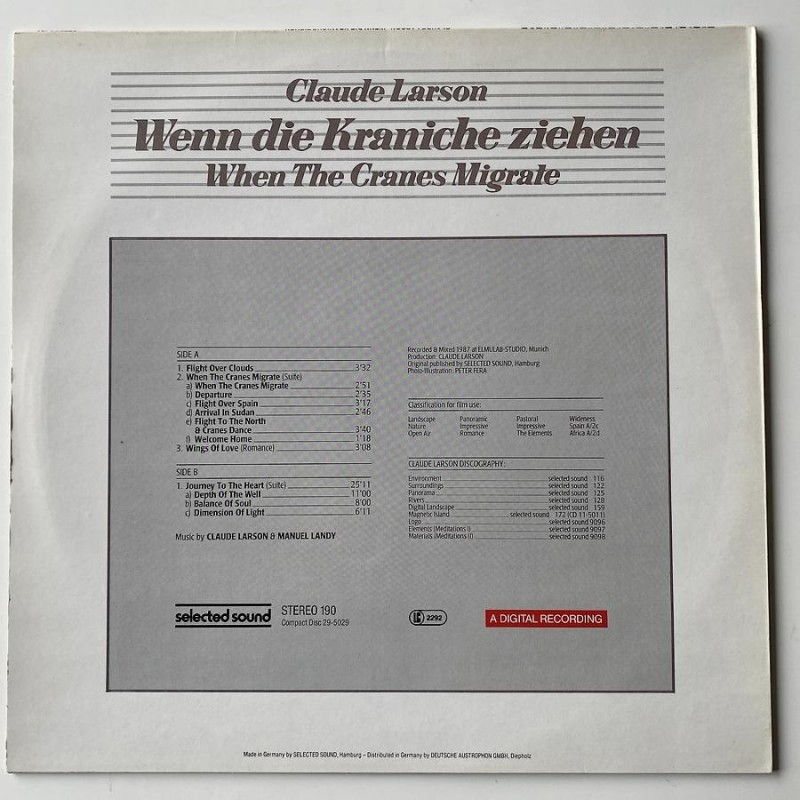 Claude Larson
Wenn die Kraniche ziehen
When The Cranes Migrate
SIDE A
1. Flight Over Clouds 3'32
2. When The Cranes Migrate (Suite)
a) When The Cranes Migrate 2'51
b) Departure 2'35
c) Flight Over Spain 3'17
d) Arrival In Sudan 2'46
e) Flight To The North
& Cranes Dance 3'40
f) Welcome Home 1'18
3. Wings Of Love (Romance) 3'08
SIDE B
1. Journey To The Heart (Suite) 25'11
a) Depth Of The Well 11'00
b) Balance Of Soul 8'00
c) Dimension Of Light 6'11
Music by CLAUDE LARSON & MANUEL LANDY
Recorded & Mixed 1987 at ELMULAB-STUDIO, Munich
Production: CLAUDE LARSON
Original published by SELECTED SOUND, Hamburg
Photo-Illustration: PETER FERA
Classification for film use:
Landscape Panoramic Pastoral Wideness
Nature Impressive Impressive Spain A/2c
Open Air Romance The Elements Africa A/2d
CLAUDE LARSON DISCOGRAPHY:
Environment selected sound 116
Surroundings selected sound 122
Panorama selected sound 125
Rivers selected sound 128
Digital Landscape selected sound 159
Magnetic Island selected sound 172 (CD 11-5011)
Logo selected sound 9096
Elements (Meditations I) selected sound 9097
Materials (Meditations II) selected sound 9098
selected sound STEREO 190
Compact Disc 29-5029
LC 2292
A DIGITAL RECORDING
Made in Germany by SELECTED SOUND, Hamburg – Distributed in Germany by DEUTSCHE AUSTROPHON GMBH, Diepholz